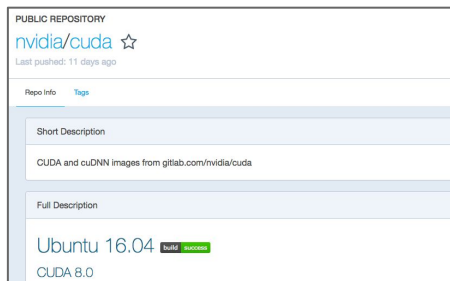 PUBLIC REPOSITORY
nvidia/cuda
Last pushed: 11 days ago
Repo Info Tags
Short Description
CUDA and cuDNN images from gitlab.com/nvidia/cuda
Full Description
Ubuntu 16.04 build success
CUDA 8.0